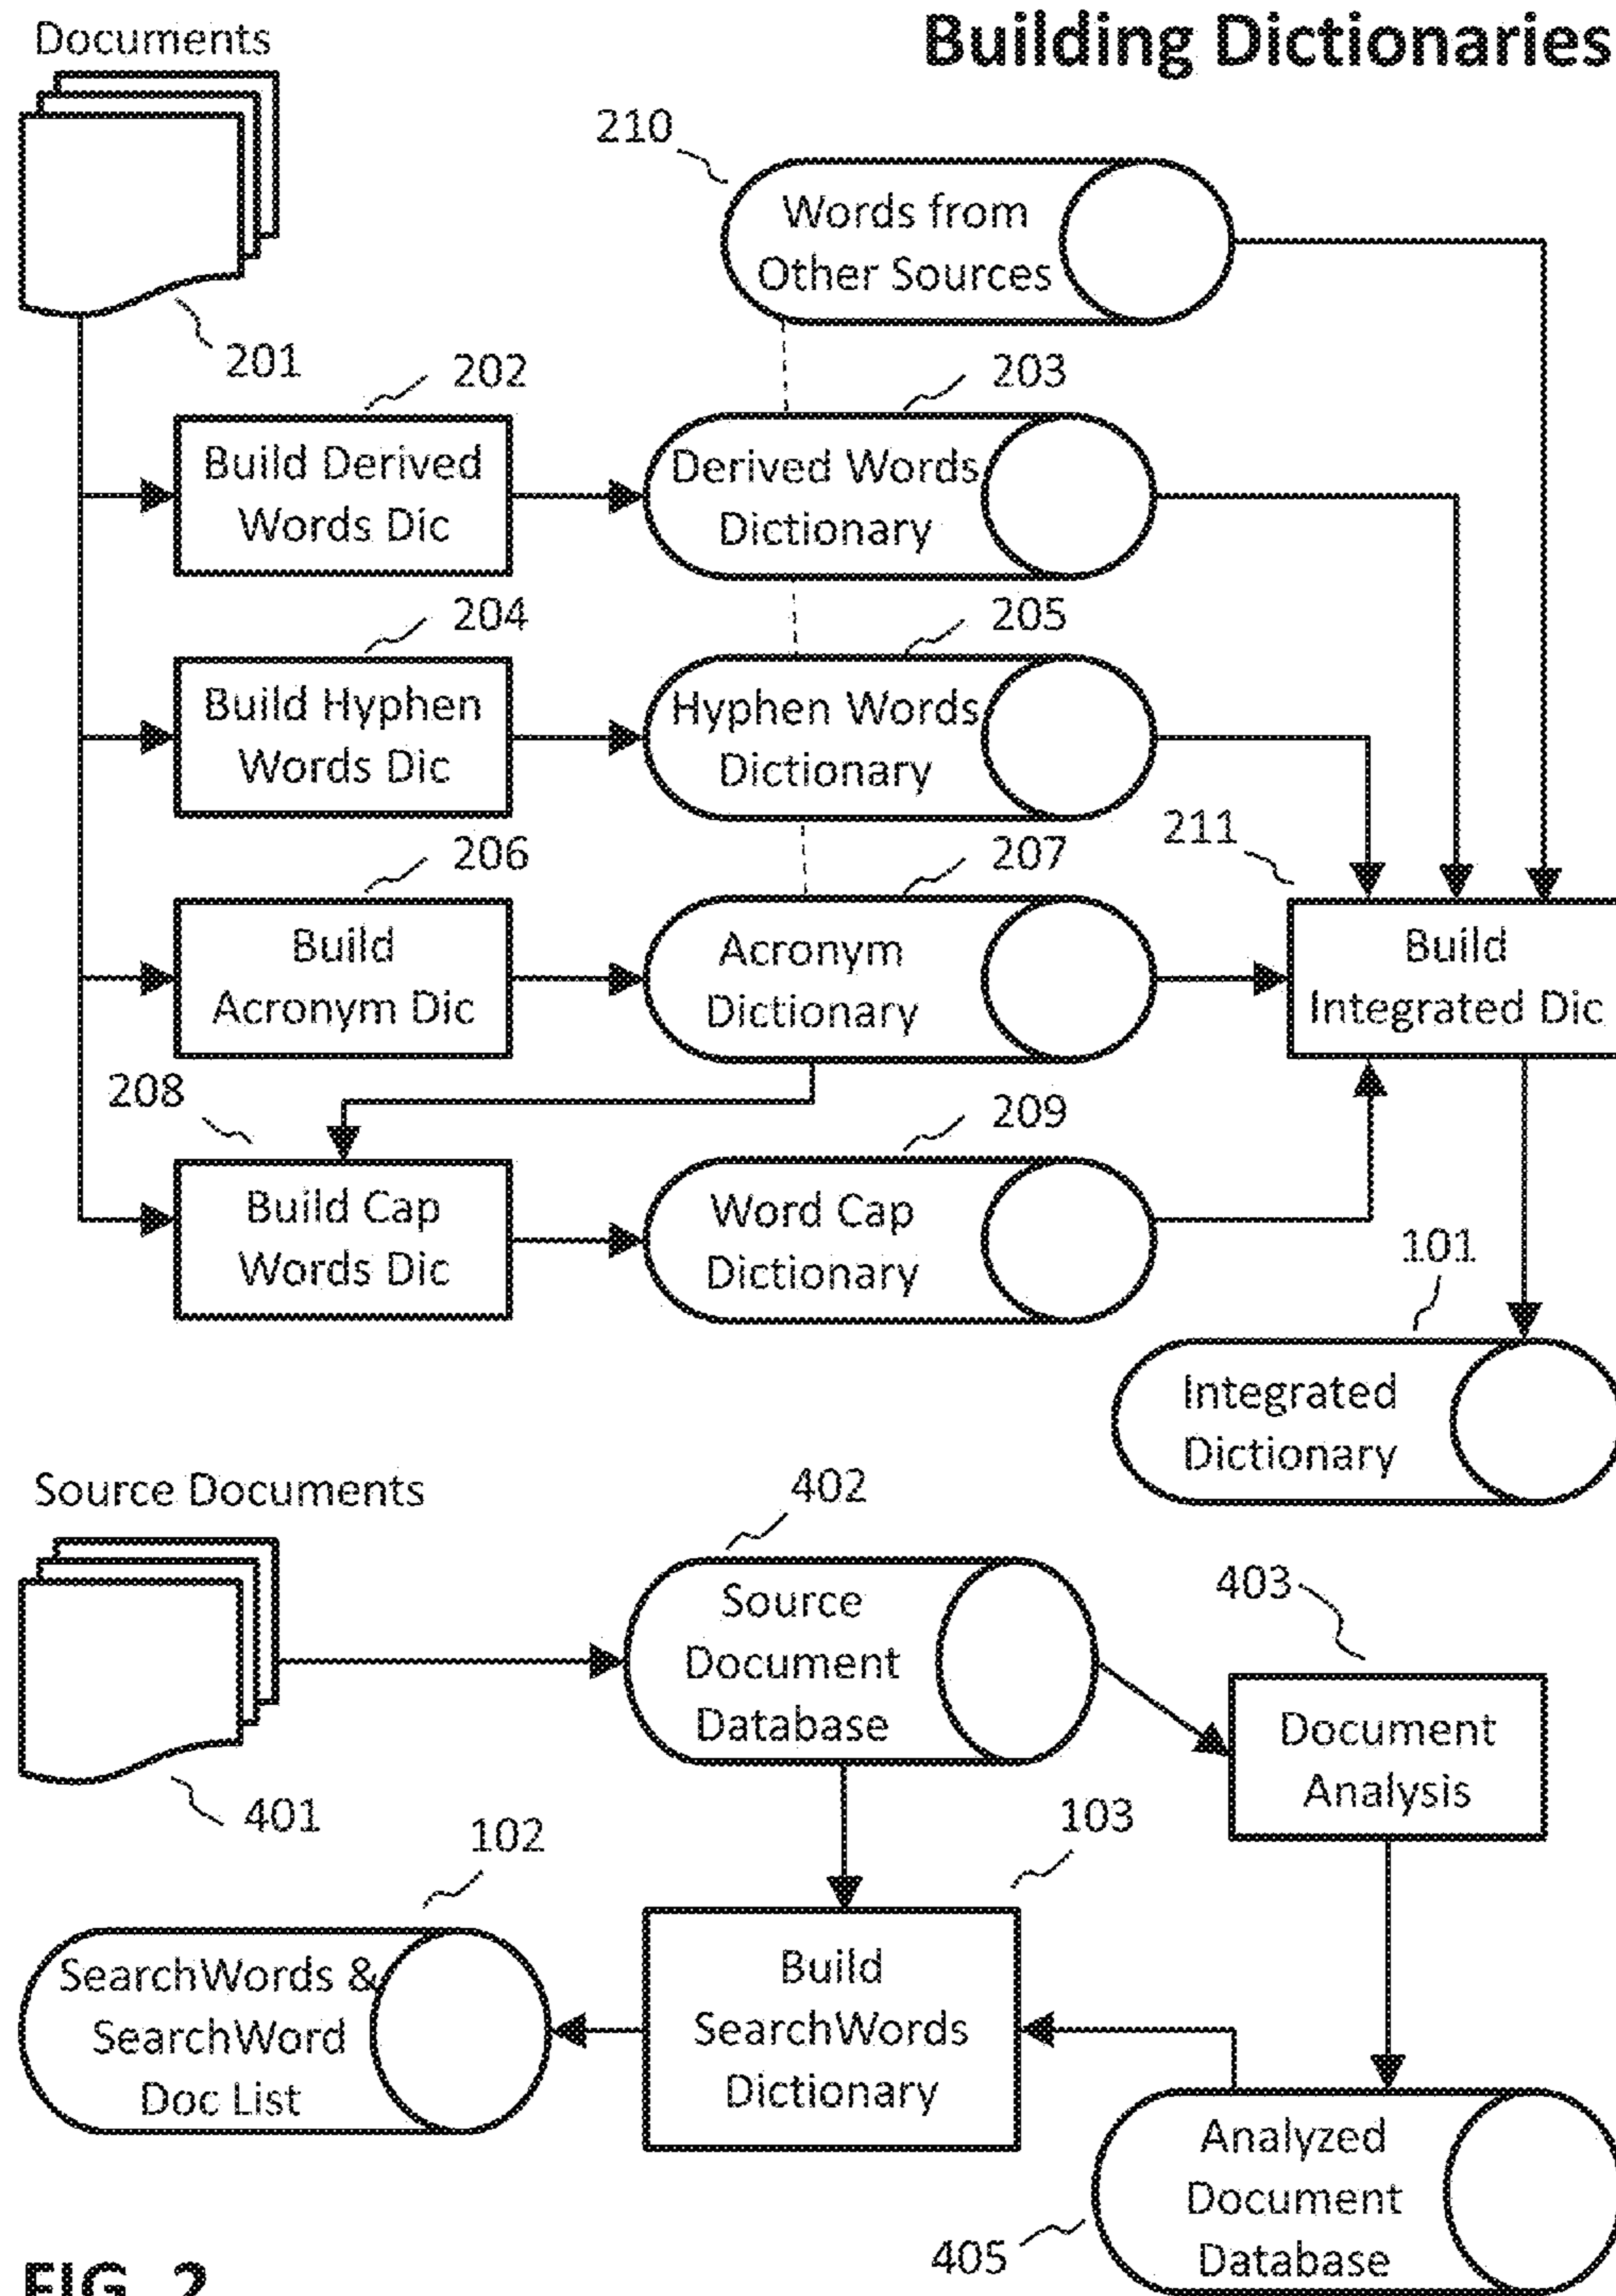 Building Dictionaries
Documents
210
Words from
Other Sources
201
202
203
Build Derived
Words Dic
Derived Words
Dictionary
204
205
Build Hyphen
Words Dic
Hyphen Words
Dictionary
211
206
207
Build
Acronym Dic
Acronym
Dictionary
Build
Integrated Dic
208
209
Build Cap
Words Dic
Word Cap
Dictionary
101
Integrated
Dictionary
Source Documents
402
Source
Document
Database
403
Document
Analysis
401
102
103
SearchWords &
SearchWord
Doc List
Build
SearchWords
Dictionary
Analyzed
Document
Database
405
FIG. 2